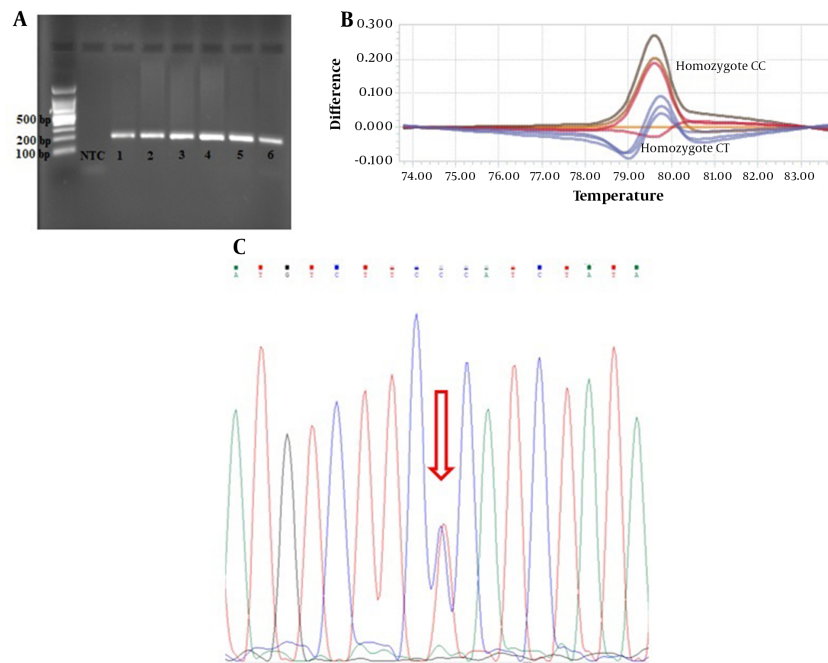 A
500 bp
200 bp
100 bp
NTC 1 2 3 4 5 6
B
Difference
0.300
0.200
0.100
0.000
-0.100
Homozygote CC
Homozygote CT
74.00 75.00 76.00 77.00 78.00 79.00 80.00 81.00 82.00 83.00
Temperature
C
A T G T C T T C C C A T C T A T A